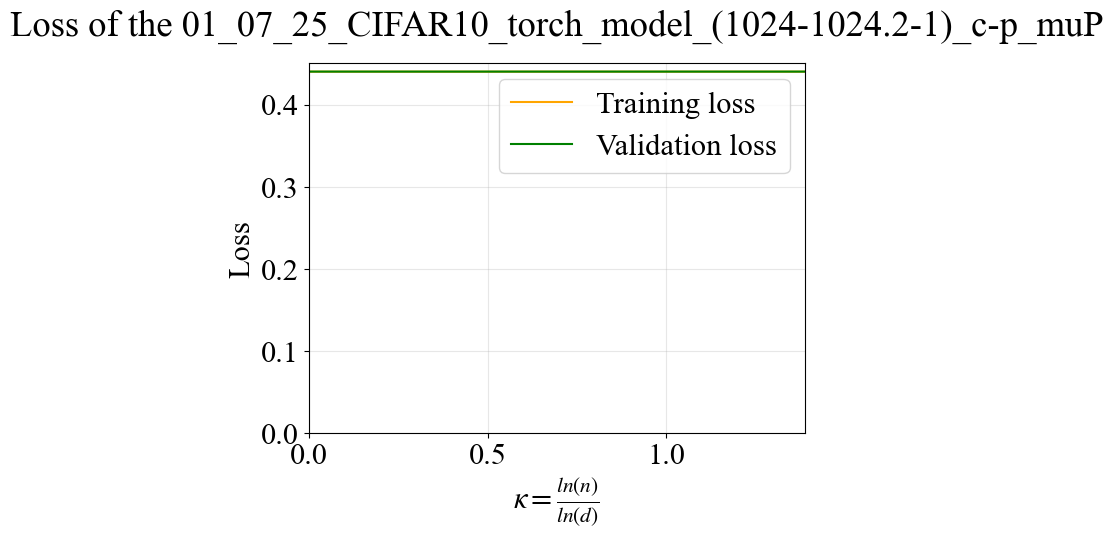 Loss of the 01_07_25_CIFAR10_torch_model_(1024-1024.2-1)_c-p_muP
Training loss
Validation loss
Loss
0.4
0.3
0.2
0.1
0.0
0.0 0.5 1.0
κ = ln(n)/ln(d)